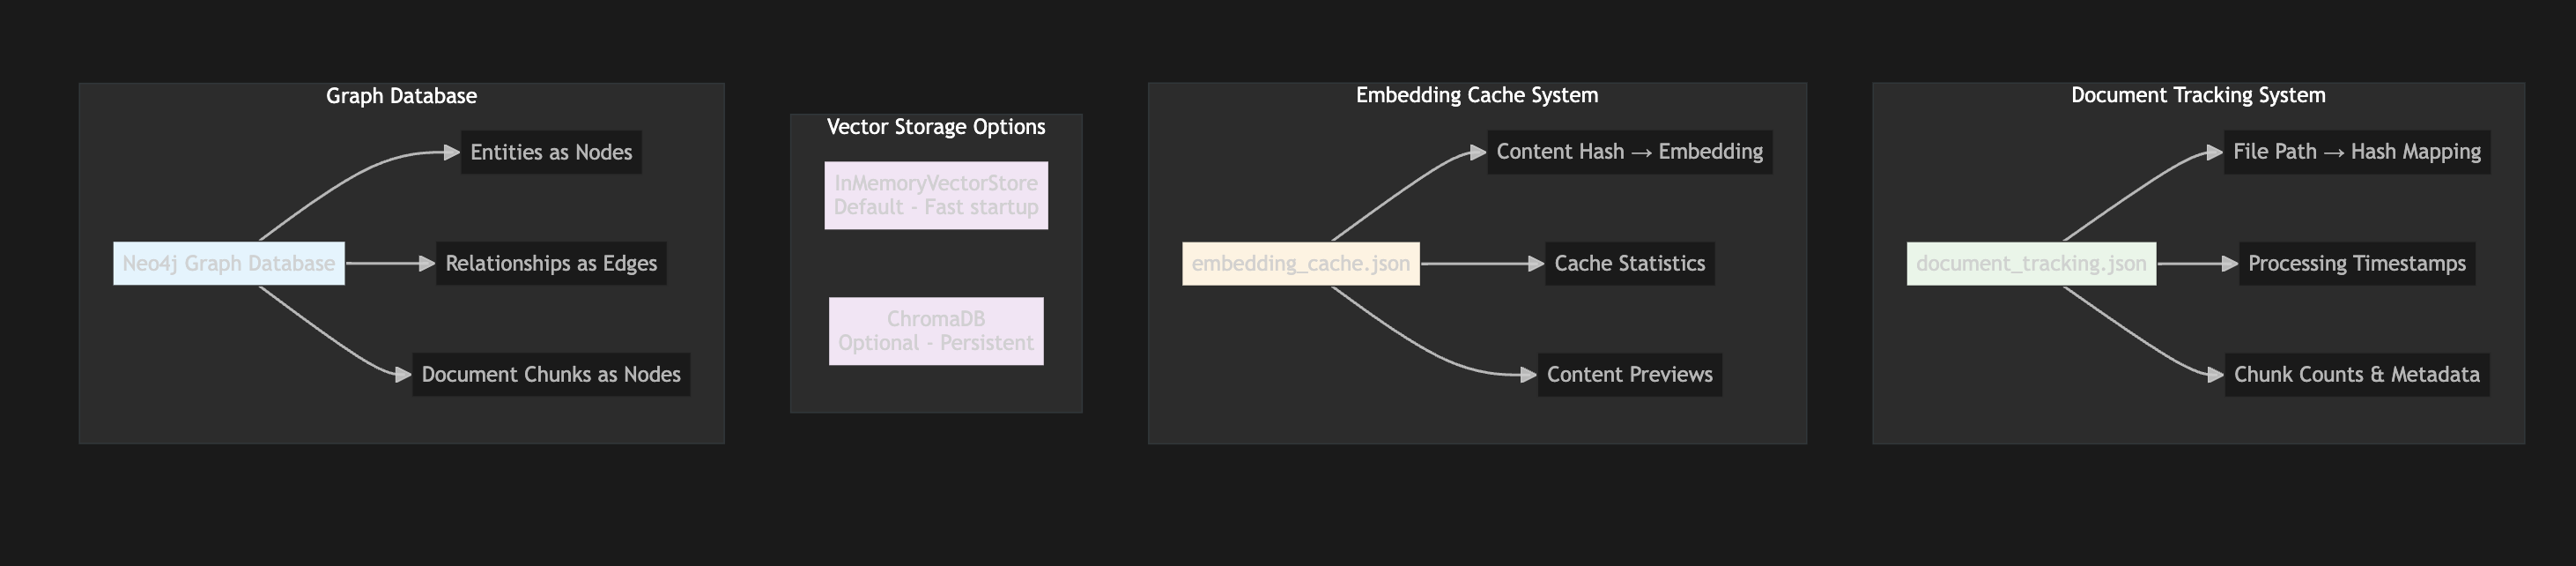 Graph Database
Entities as Nodes
Neo4j Graph Database
Relationships as Edges
Document Chunks as Nodes
Vector Storage Options
InMemoryVectorStore
Default - Fast startup
ChromaDB
Optional - Persistent
Embedding Cache System
Content Hash → Embedding
embedding_cache.json
Cache Statistics
Content Previews
Document Tracking System
File Path → Hash Mapping
document_tracking.json
Processing Timestamps
Chunk Counts & Metadata